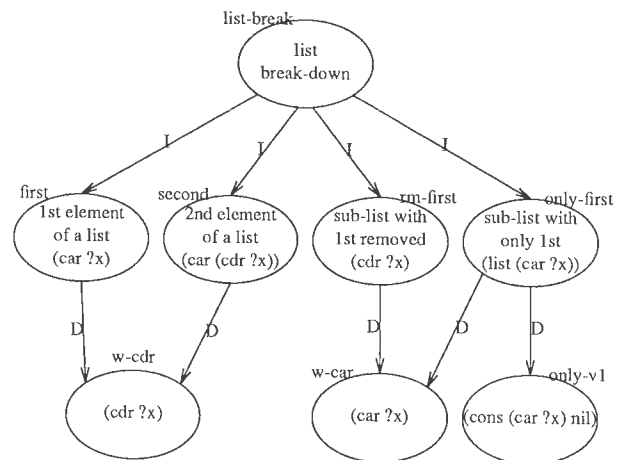 list-break
list
break-down
I I I I
first second rm-first only-first
1st element
of a list
(car ?x)
2nd element
of a list
(car (cdr ?x))
sub-list with
1st removed
(cdr ?x)
sub-list with
only 1st
(list (car ?x))
D D D D D
w-cdr w-car only-v1
(cdr ?x) (car ?x) (cons (car ?x) nil)